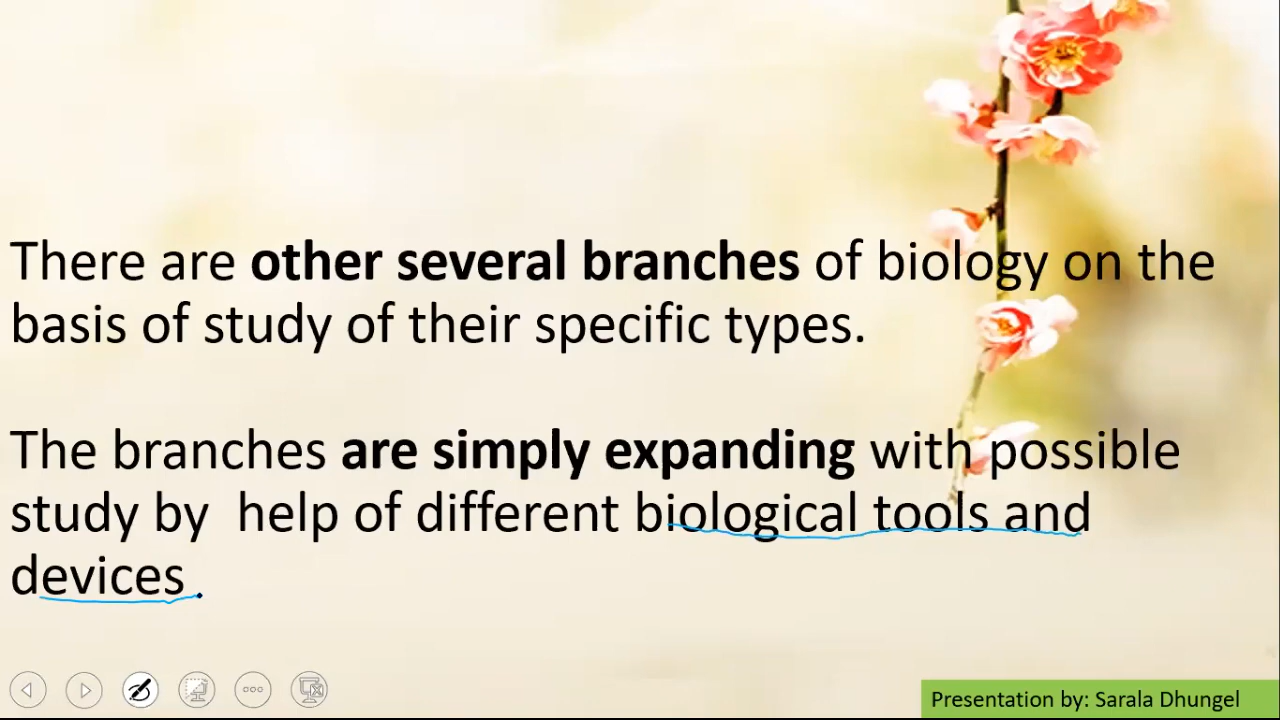 There are other several branches of biology on the
basis of study of their specific types.
The branches are simply expanding with possible
study by  help of different biological tools and
devices .
Presentation by: Sarala Dhungel